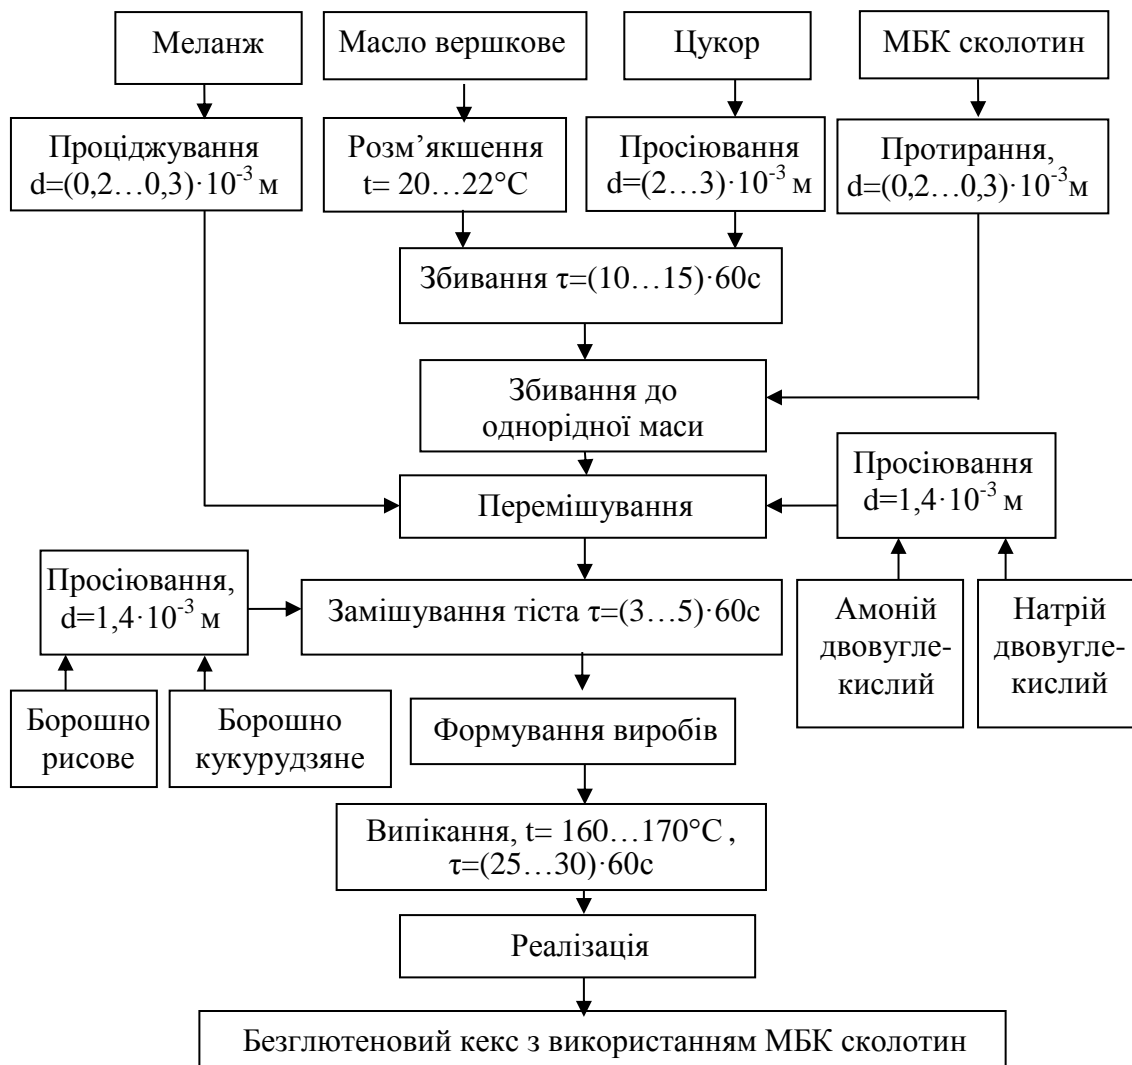 Меланж
Масло вершкове
Цукор
МБК сколотин
Проціджування
d=(0,2…0,3)·10⁻³ м
Розм’якшення
t= 20…22°С
Просіювання
d=(2…3)·10⁻³ м
Протирання,
d=(0,2…0,3)·10⁻³м
Збивання τ=(10…15)·60с
Збивання до
однорідної маси
Просіювання
d=1,4·10⁻³ м
Перемішування
Просіювання,
d=1,4·10⁻³ м
Замішування тіста τ=(3…5)·60с
Амоній
двовугле-
кислий
Натрій
двовугле-
кислий
Борошно
рисове
Борошно
кукурудзяне
Формування виробів
Випікання, t= 160…170°С ,
τ=(25…30)·60с
Реалізація
Безглютеновий кекс з використанням МБК сколотин